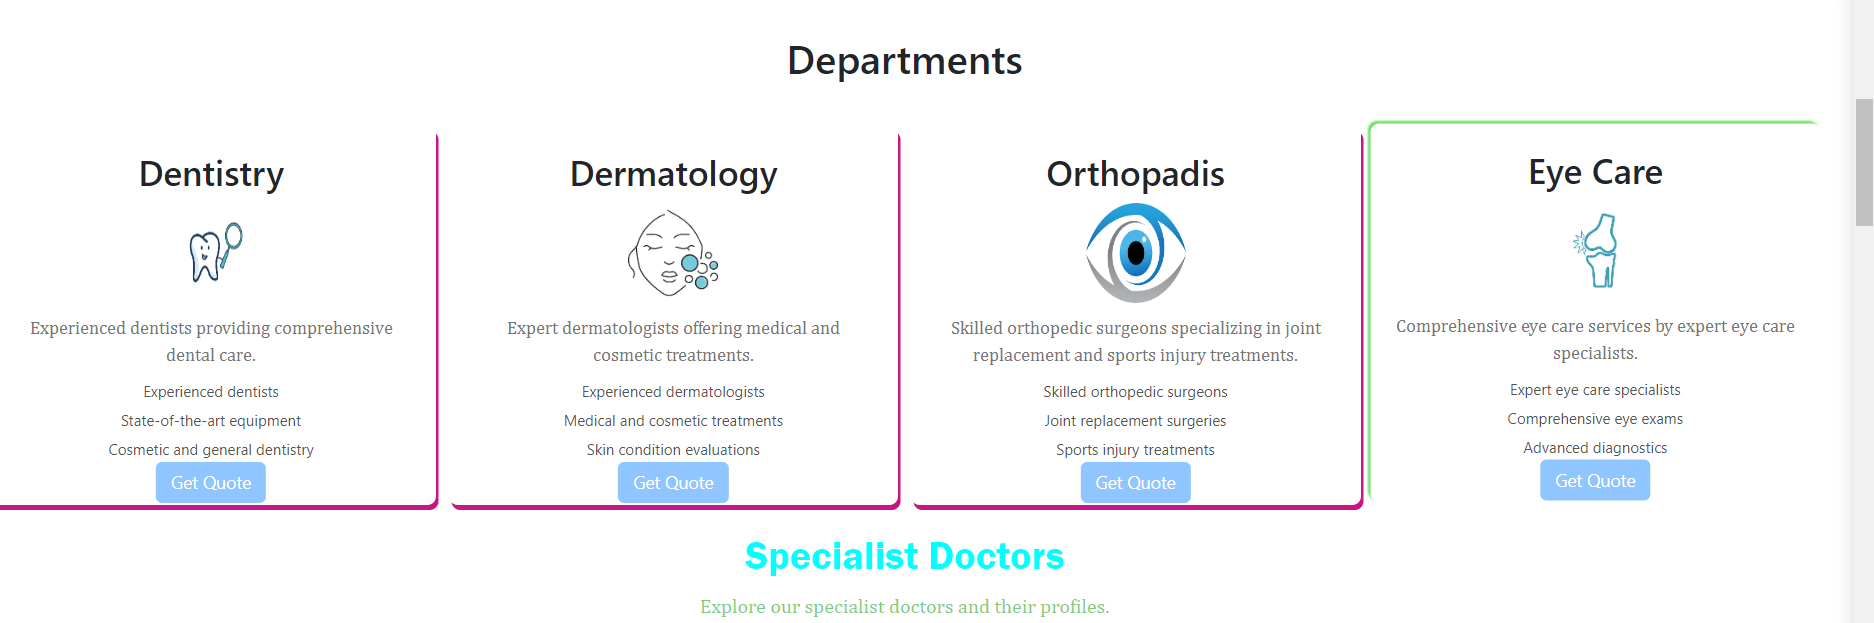 Departments
Dentistry
Experienced dentists providing comprehensive
dental care.
Experienced dentists
State-of-the-art equipment
Cosmetic and general dentistry
Get Quote
Dermatology
Expert dermatologists offering medical and
cosmetic treatments.
Experienced dermatologists
Medical and cosmetic treatments
Skin condition evaluations
Get Quote
Orthopadis
Skilled orthopedic surgeons specializing in joint
replacement and sports injury treatments.
Skilled orthopedic surgeons
Joint replacement surgeries
Sports injury treatments
Get Quote
Eye Care
Comprehensive eye care services by expert eye care
specialists.
Expert eye care specialists
Comprehensive eye exams
Advanced diagnostics
Get Quote
Specialist Doctors
Explore our specialist doctors and their profiles.